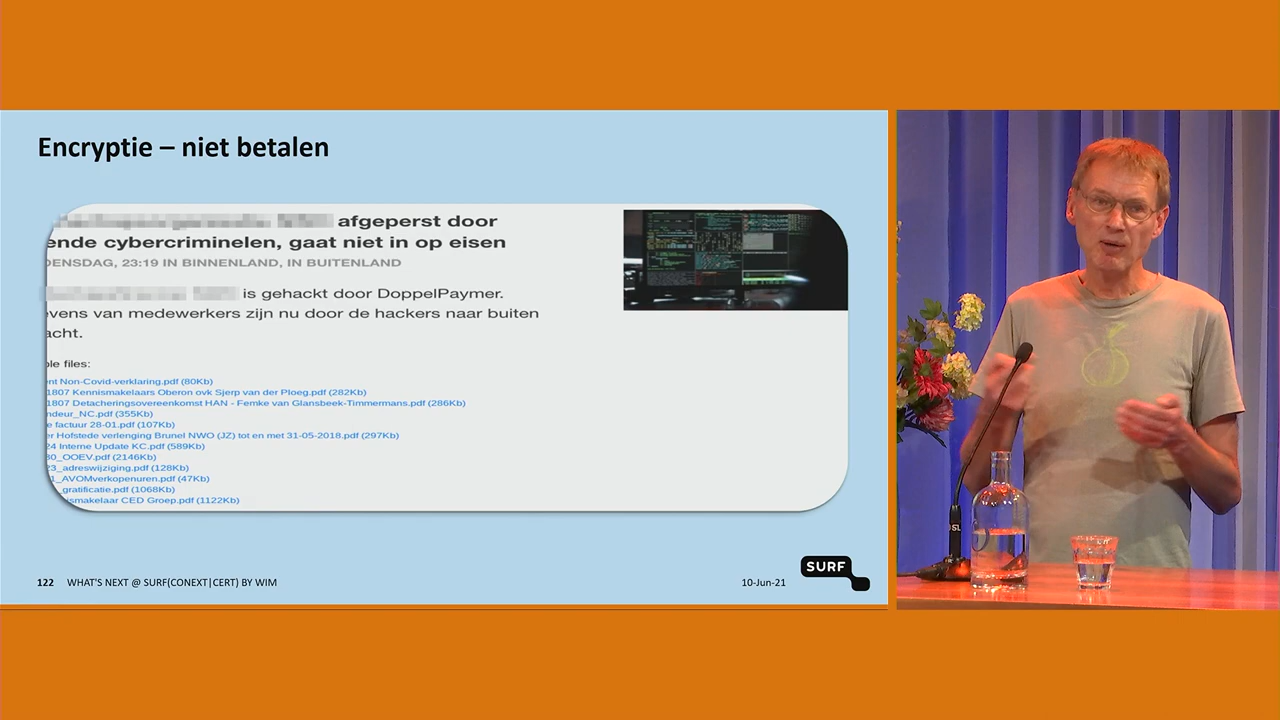 Encryptie – niet betalen
afgeperst door
ende cybercriminelen, gaat niet in op eisen
OENSDAG, 23:19 IN BINNENLAND, IN BUITENLAND
is gehackt door DoppelPaymer.
evens van medewerkers zijn nu door de hackers naar buiten
acht.
ple files:
nt Non-Covid-verklaring.pdf (80Kb)
1807 Kennismakelaars Oberon ovk Sjerp van der Ploeg.pdf (282Kb)
1807 Detacheringsovereenkomst HAN - Femke van Glansbeek-Timmermans.pdf (286Kb)
ndeur_NC.pdf (355Kb)
e factuur 28-01.pdf (107Kb)
er Hofstede verlenging Brunel NWO (JZ) tot en met 31-05-2018.pdf (297Kb)
24 Interne Update KC.pdf (589Kb)
30_OOEV.pdf (2146Kb)
23_adreswijziging.pdf (128Kb)
1_AVOMverkopenuren.pdf (47Kb)
_gratificatie.pdf (1068Kb)
ismakelaar CED Groep.pdf (1122Kb)
122 WHAT'S NEXT @ SURF(CONEXT|CERT) BY WIM
10-Jun-21
SURF